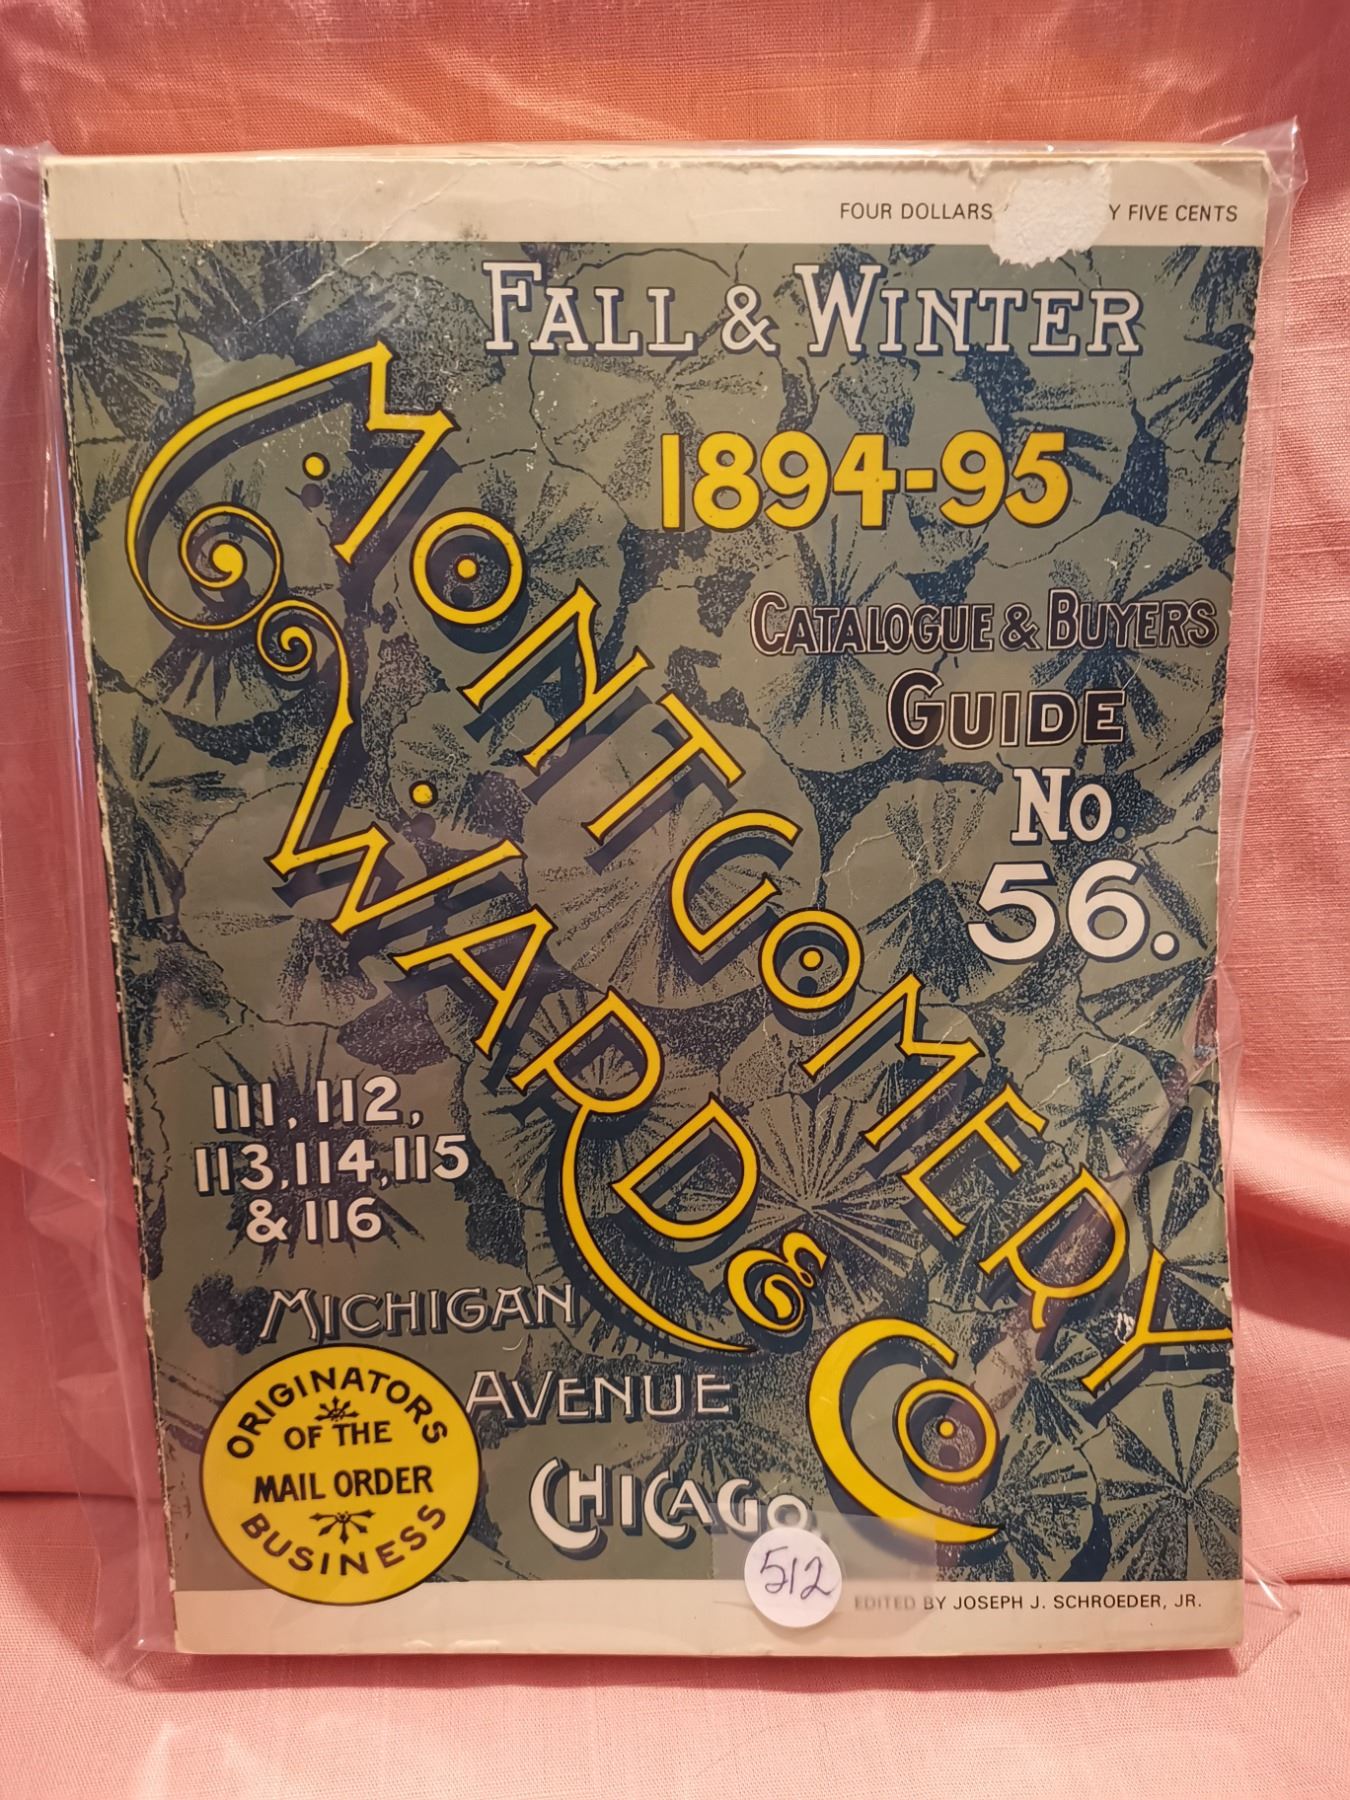 FOUR DOLLARS Y FIVE CENTS
FALL & WINTER
1894-95
MONTGOMERY
WARD &
CO
CATALOGUE & BUYERS
GUIDE
No
56.
111, 112,
113, 114, 115
& 116
MICHIGAN
AVENUE
CHICAGO.
ORIGINATORS
OF THE
MAIL ORDER
BUSINESS
512
EDITED BY JOSEPH J. SCHROEDER, JR.